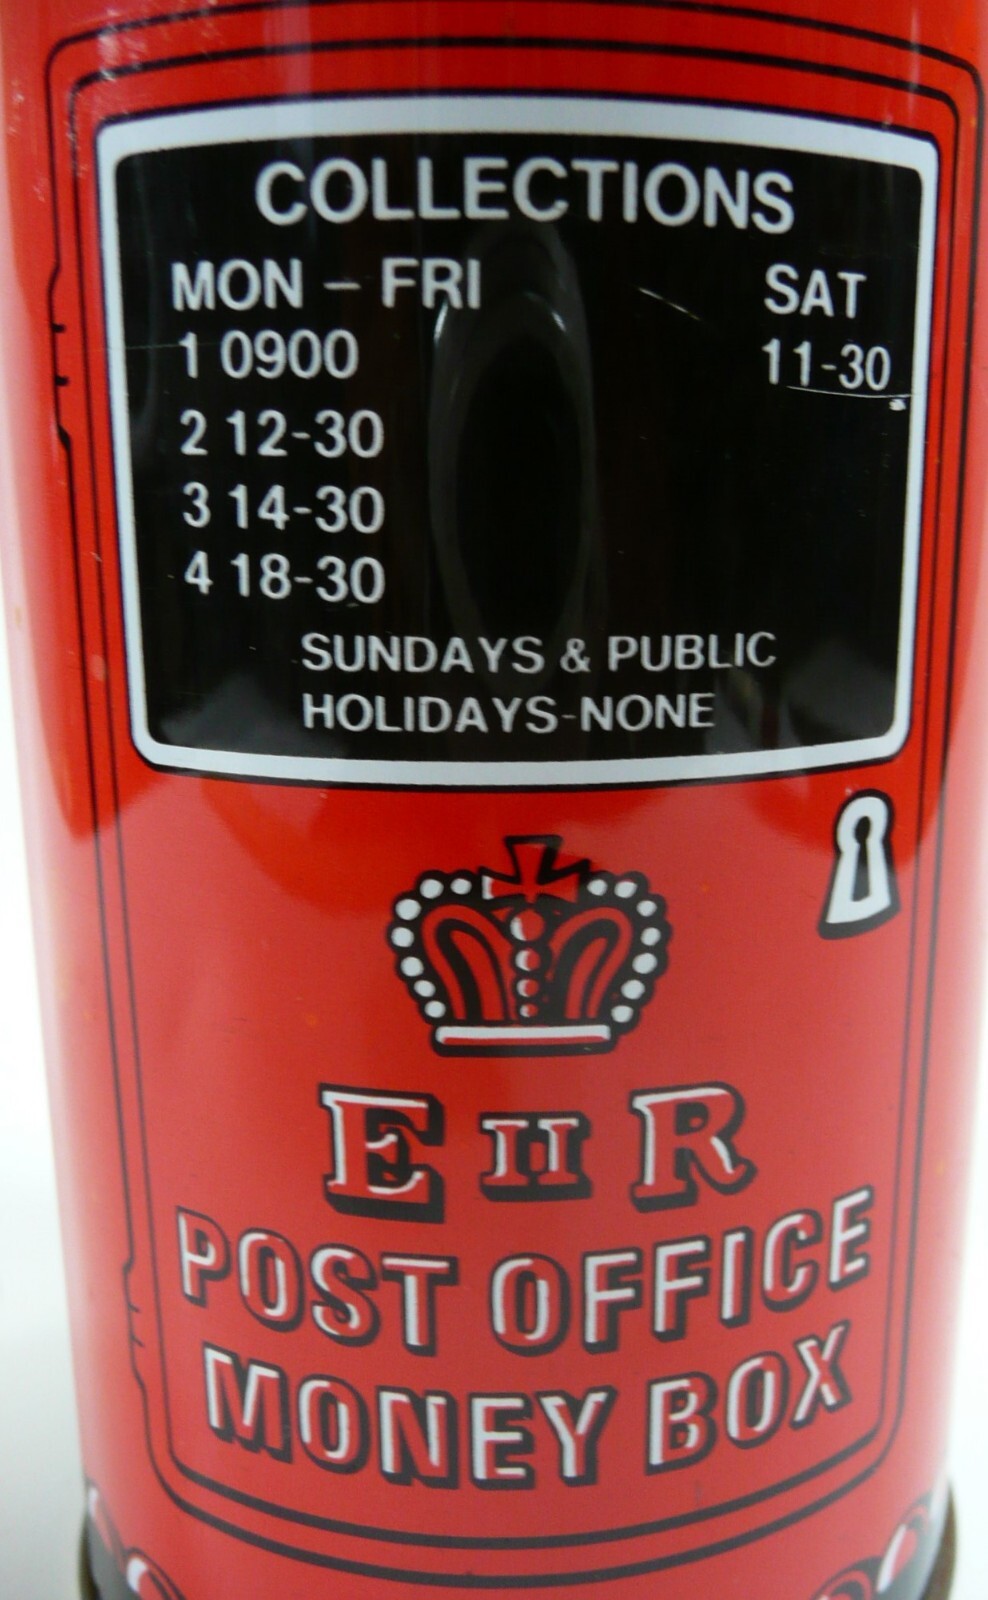 COLLECTIONS
MON - FRI SAT
1 0900 11-30
2 12-30
3 14-30
4 18-30
SUNDAYS & PUBLIC
HOLIDAYS-NONE
E II R
POST OFFICE
MONEY BOX